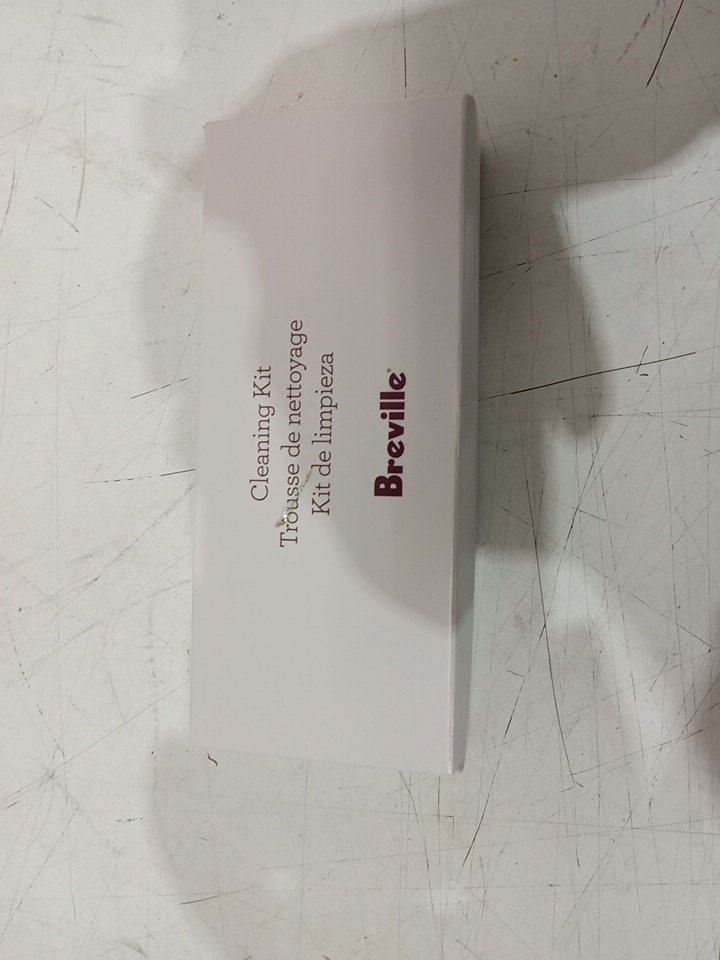 Cleaning Kit
Trousse de nettoyage
Kit de limpieza
Breville®